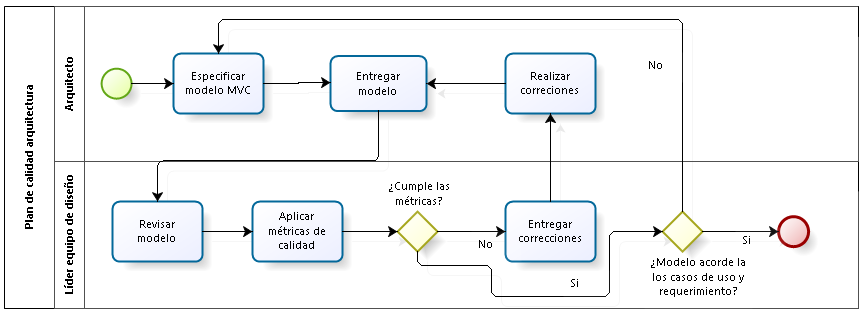 Plan de calidad arquitectura
Arquitecto
Especificar
modelo MVC
Entregar
modelo
Realizar
correciones
No
Líder equipo de diseño
Revisar
modelo
Aplicar
métricas de
calidad
¿Cumple las
métricas?
No
Entregar
correcciones
Si
¿Modelo acorde la
los casos de uso y
requerimiento?
Si